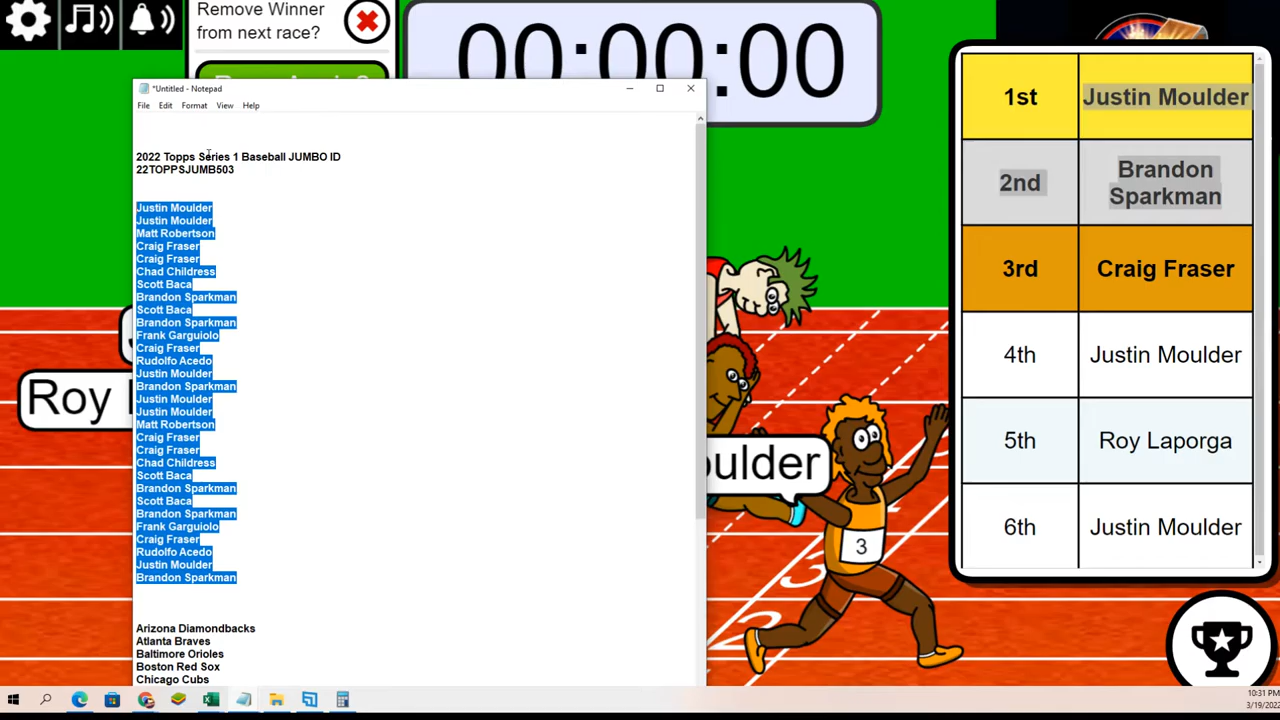 Remove Winner
from next race?
00:00:00
*Untitled - Notepad
File Edit Format View Help
2022 Topps Series 1 Baseball JUMBO ID
22TOPPSJUMB503
Justin Moulder
Justin Moulder
Matt Robertson
Craig Fraser
Craig Fraser
Chad Childress
Scott Baca
Brandon Sparkman
Scott Baca
Brandon Sparkman
Frank Garguiolo
Craig Fraser
Rudolfo Acedo
Justin Moulder
Brandon Sparkman
Justin Moulder
Justin Moulder
Matt Robertson
Craig Fraser
Craig Fraser
Chad Childress
Scott Baca
Brandon Sparkman
Scott Baca
Brandon Sparkman
Frank Garguiolo
Craig Fraser
Rudolfo Acedo
Justin Moulder
Brandon Sparkman
Arizona Diamondbacks
Atlanta Braves
Baltimore Orioles
Boston Red Sox
Chicago Cubs
Roy
oulder
3
1st Justin Moulder
2nd Brandon
Sparkman
3rd Craig Fraser
4th Justin Moulder
5th Roy Laporga
6th Justin Moulder
10:31 PM
3/19/2022